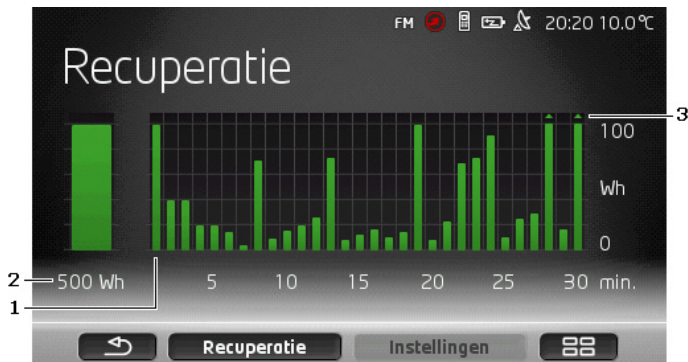 FM 20:20 10.0℃
Recuperatie
3
100
Wh
0
2 500 Wh 5 10 15 20 25 30 min.
1
Recuperatie Instellingen